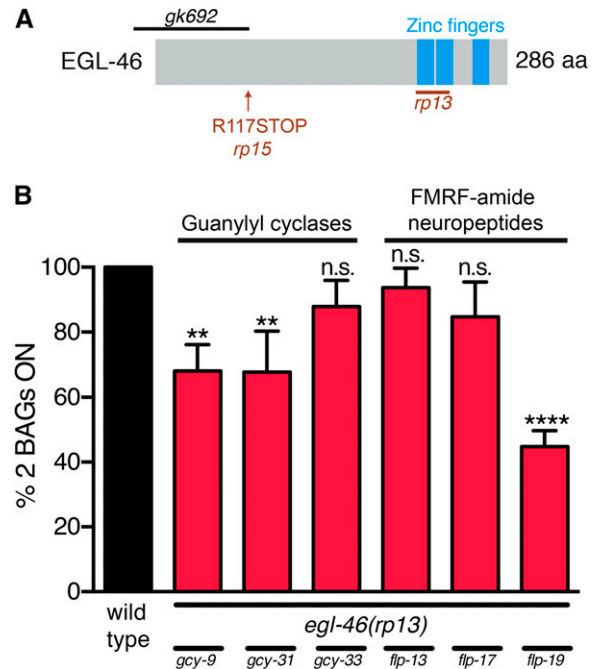 A
gk692
Zinc fingers
EGL-46
286 aa
rp13
R117STOP
rp15
B
FMRF-amide
neuropeptides
Guanylyl cyclases
n.s.
n.s.
n.s.
**
**
****
% 2 BAGs ON
100
80
60
40
20
0
wild
type
egl-46(rp13)
gcy-9 gcy-31 gcy-33 flp-13 flp-17 flp-19